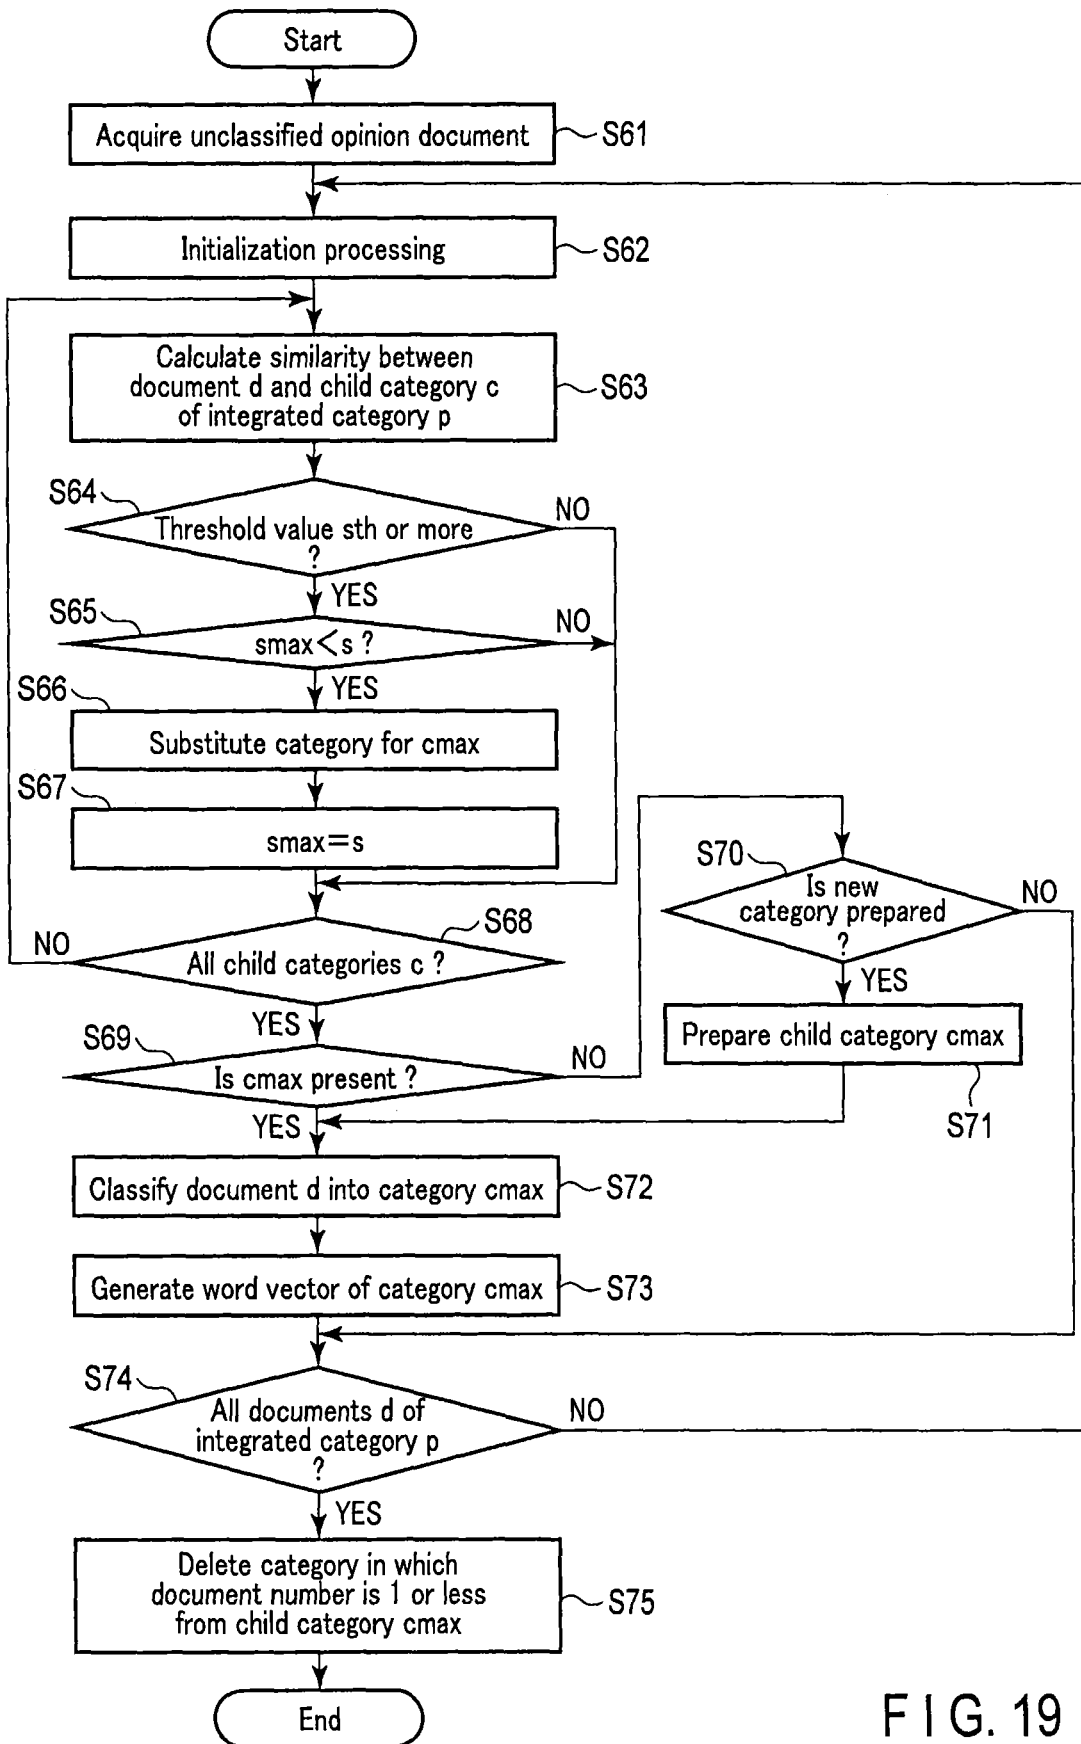 Start
Acquire unclassified opinion document
S61
Initialization processing
S62
Calculate similarity between
document d and child category c
of integrated category p
S63
S64
Threshold value sth or more
?
NO
YES
S65
smax<s ?
NO
YES
S66
Substitute category for cmax
S67
smax=s
S68
All child categories c ?
NO
YES
S69
Is cmax present ?
NO
YES
S70
Is new
category prepared
?
NO
YES
Prepare child category cmax
S71
Classify document d into category cmax
S72
Generate word vector of category cmax
S73
S74
All documents d of
integrated category p
?
NO
YES
Delete category in which
document number is 1 or less
from child category cmax
S75
End
FIG. 19